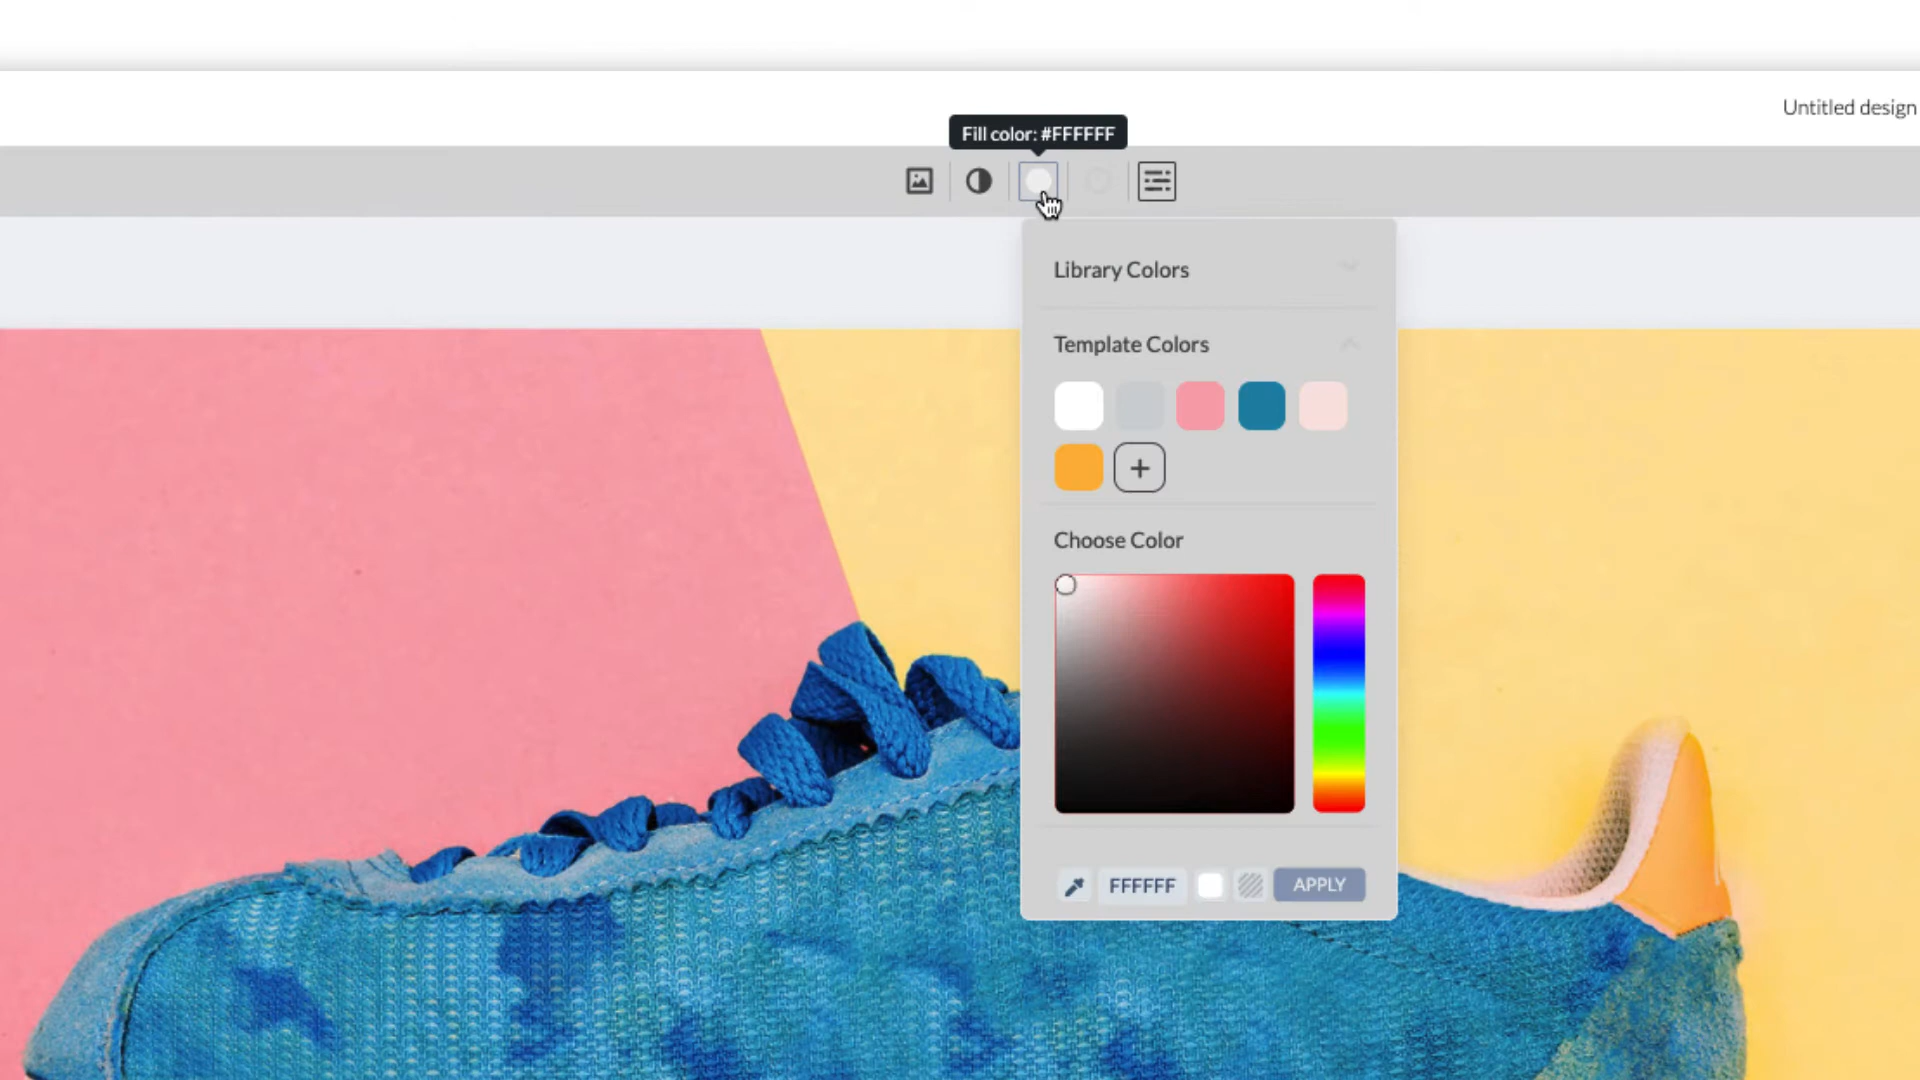 Untitled design
Fill color: #FFFFFF
Library Colors
Template Colors
Choose Color
FFFFFF
APPLY